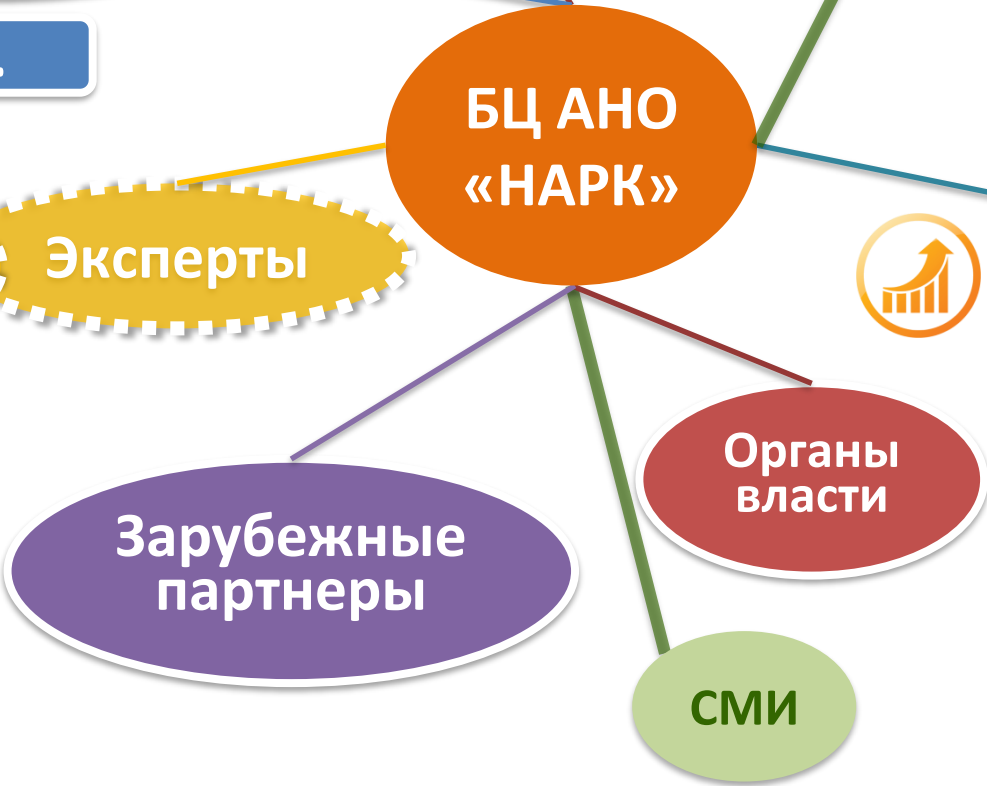 БЦ АНО
«НАРК»
Эксперты
Органы
власти
Зарубежные
партнеры
СМИ